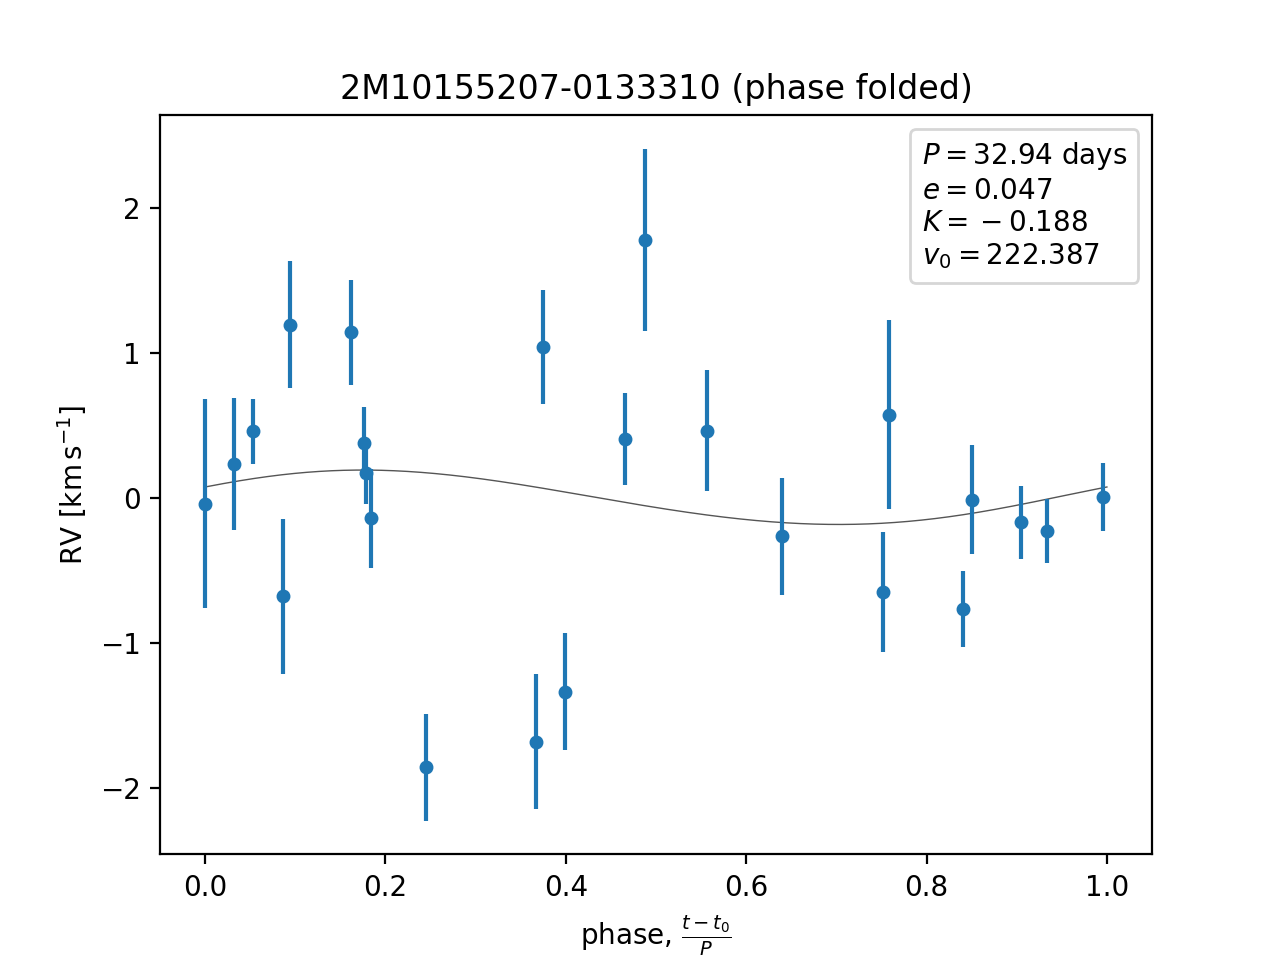 2M10155207-0133310 (phase folded)
P = 32.94 days
e = 0.047
K = −0.188
v₀ = 222.387
2
1
0
−1
−2
RV [km s⁻¹]
0.0 0.2 0.4 0.6 0.8 1.0
phase, (t − t₀)/P